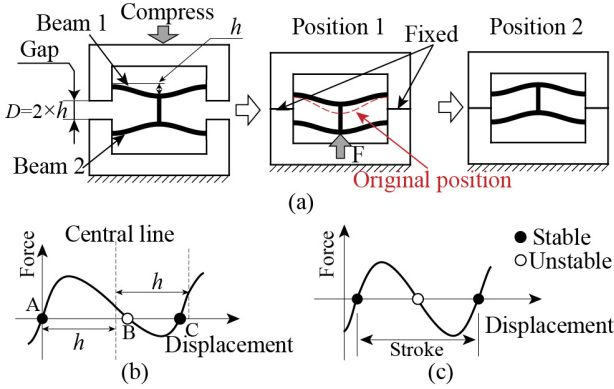 Compress
Beam 1
h
Gap
D=2×h
Beam 2
Position 1
Fixed
F
Original position
Position 2
(a)
Central line
Force
A
h
h
B
C
Displacement
(b)
Force
Stable
Unstable
Displacement
Stroke
(c)